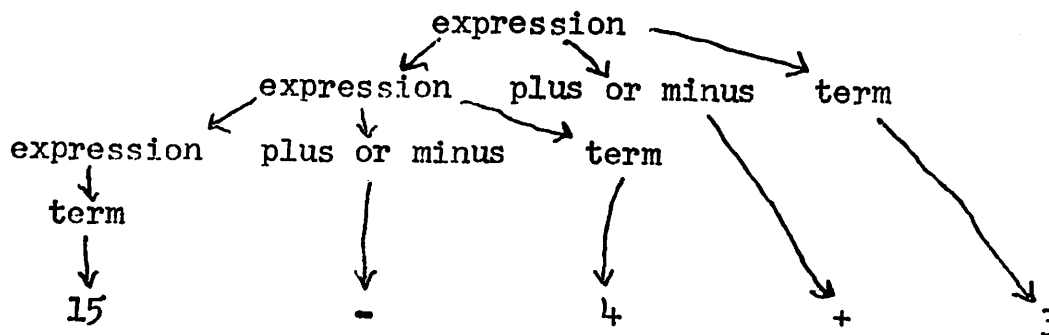 expression
expression plus or minus term
expression plus or minus term
term
15 - 4 +